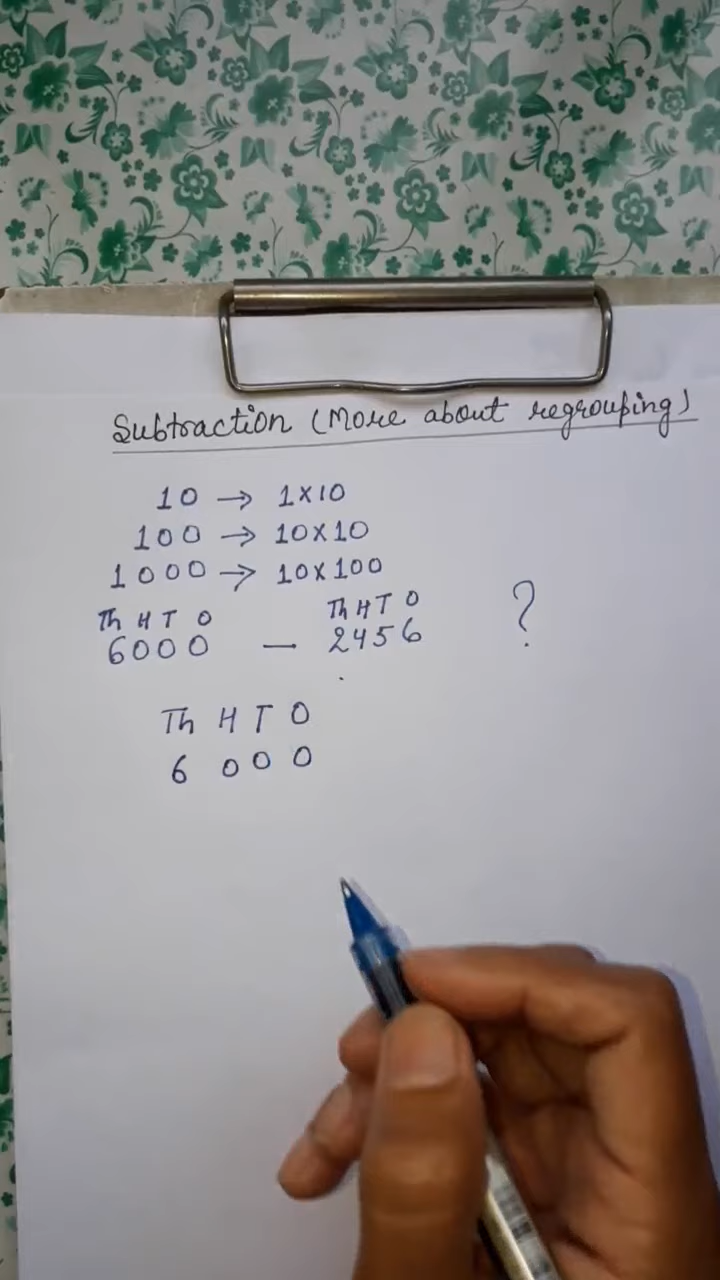 Subtraction (More about regrouping)
10 → 1×10
100 → 10×10
1000 → 10×100
Th H T O Th H T O
6000 — 2456 ?
Th H T O
6 0 0 0